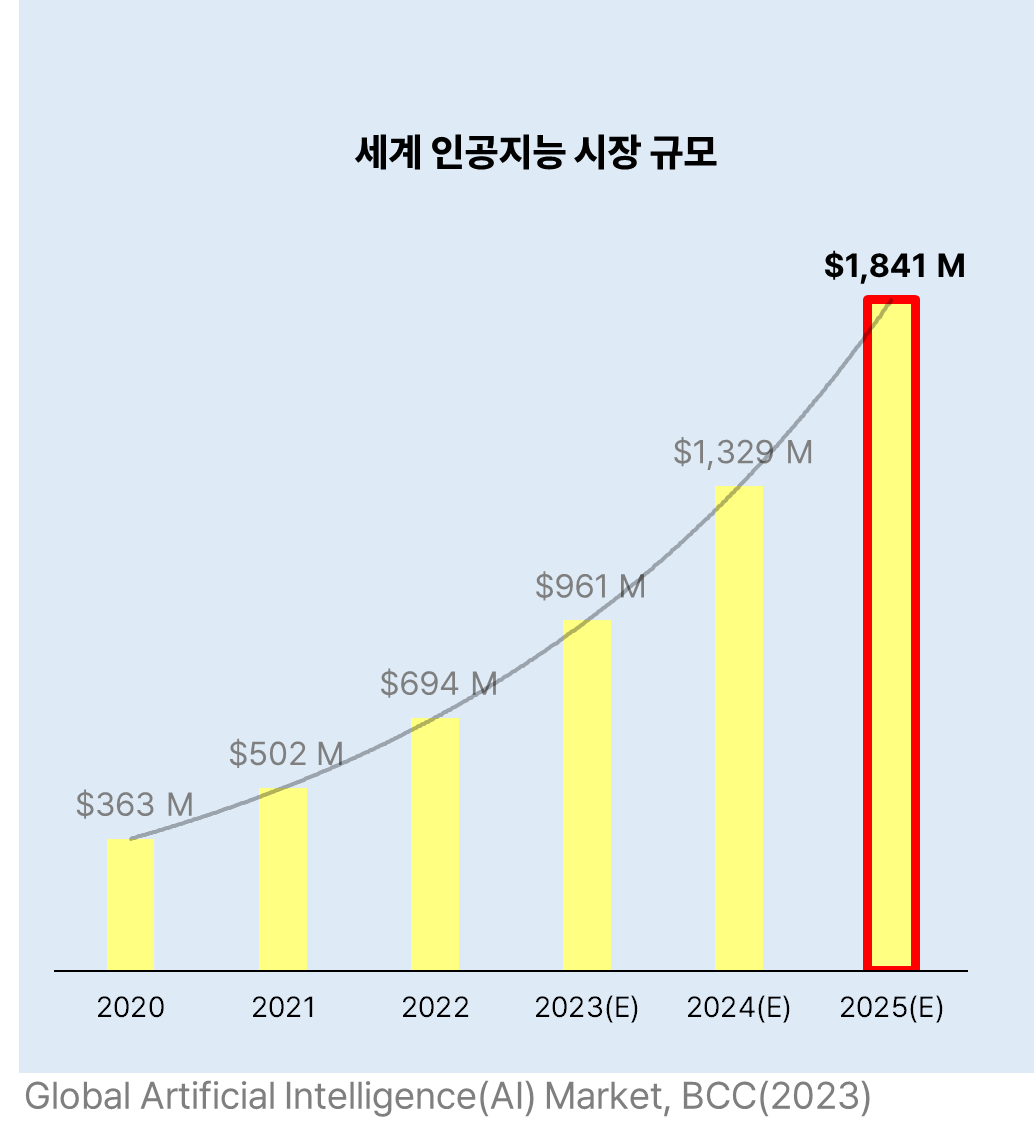 세계 인공지능 시장 규모
$1,841 M
$1,329 M
$961 M
$694 M
$502 M
$363 M
2020 2021 2022 2023(E) 2024(E) 2025(E)
Global Artificial Intelligence(AI) Market, BCC(2023)